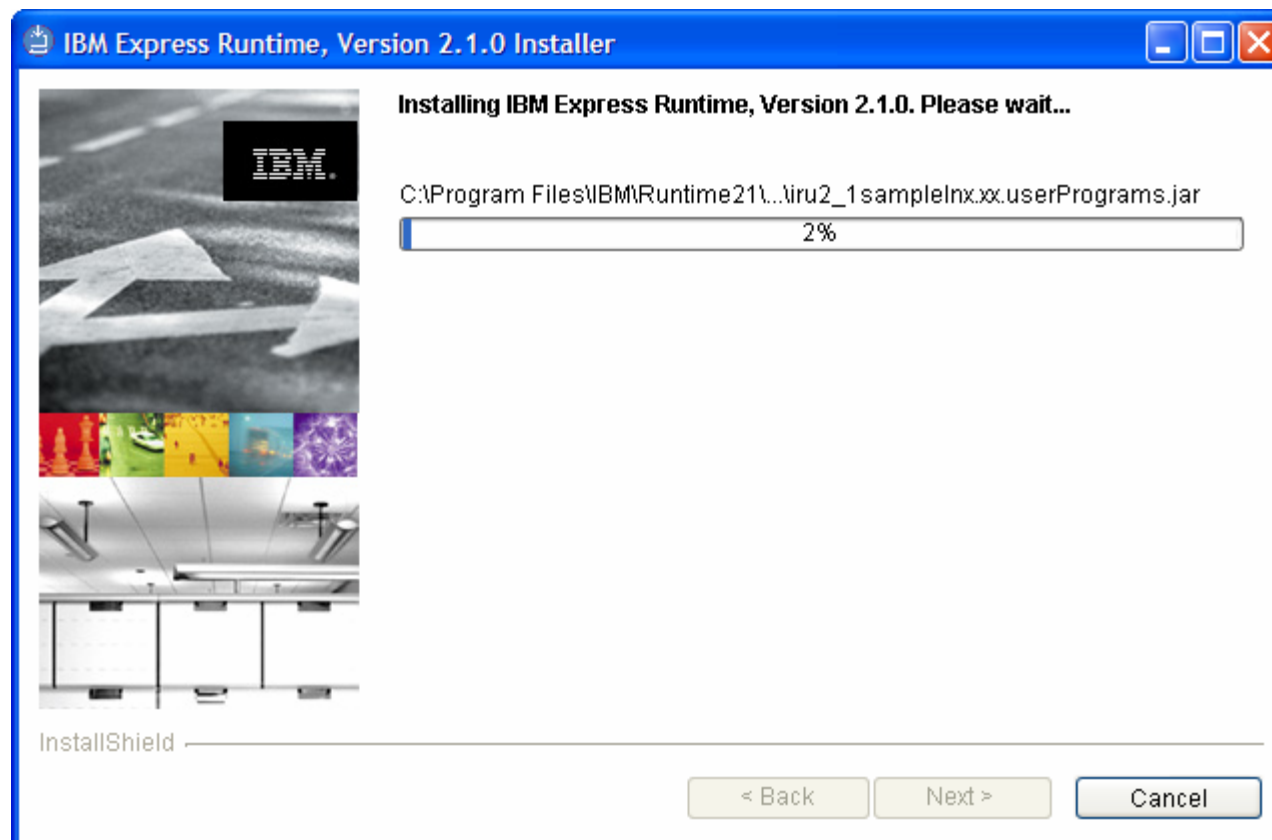 IBM Express Runtime, Version 2.1.0 Installer
IBM.
Installing IBM Express Runtime, Version 2.1.0. Please wait...
C:\Program Files\IBM\Runtime21\...\iru2_1samplelnx.xx.userPrograms.jar
2%
InstallShield
< Back
Next >
Cancel